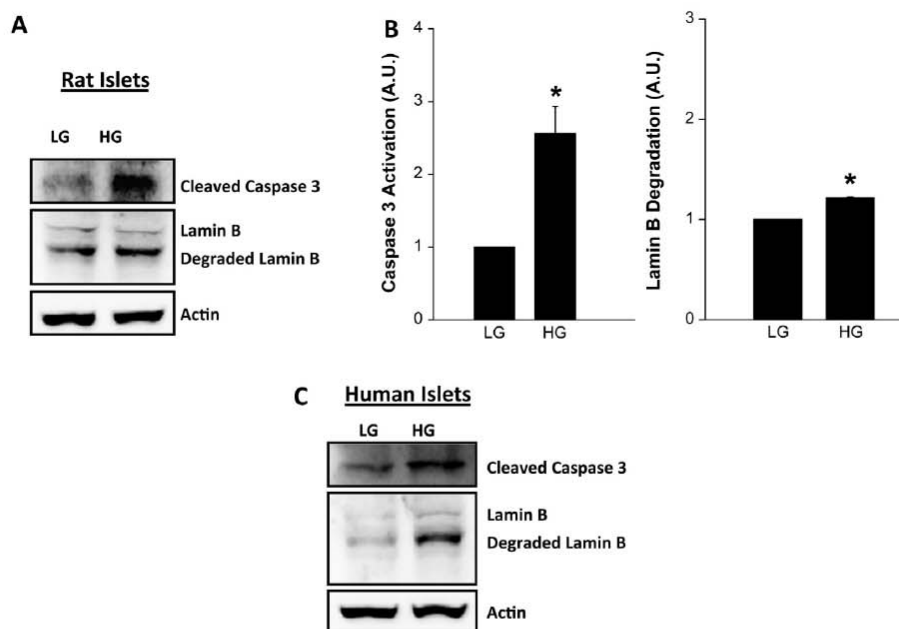 A
Rat Islets
LG HG
Cleaved Caspase 3
Lamin B
Degraded Lamin B
Actin
B
Caspase 3 Activation (A.U.)
4
3
2
1
0
*
LG HG
Lamin B Degradation (A.U.)
3
2
1
0
*
LG HG
C
Human Islets
LG HG
Cleaved Caspase 3
Lamin B
Degraded Lamin B
Actin